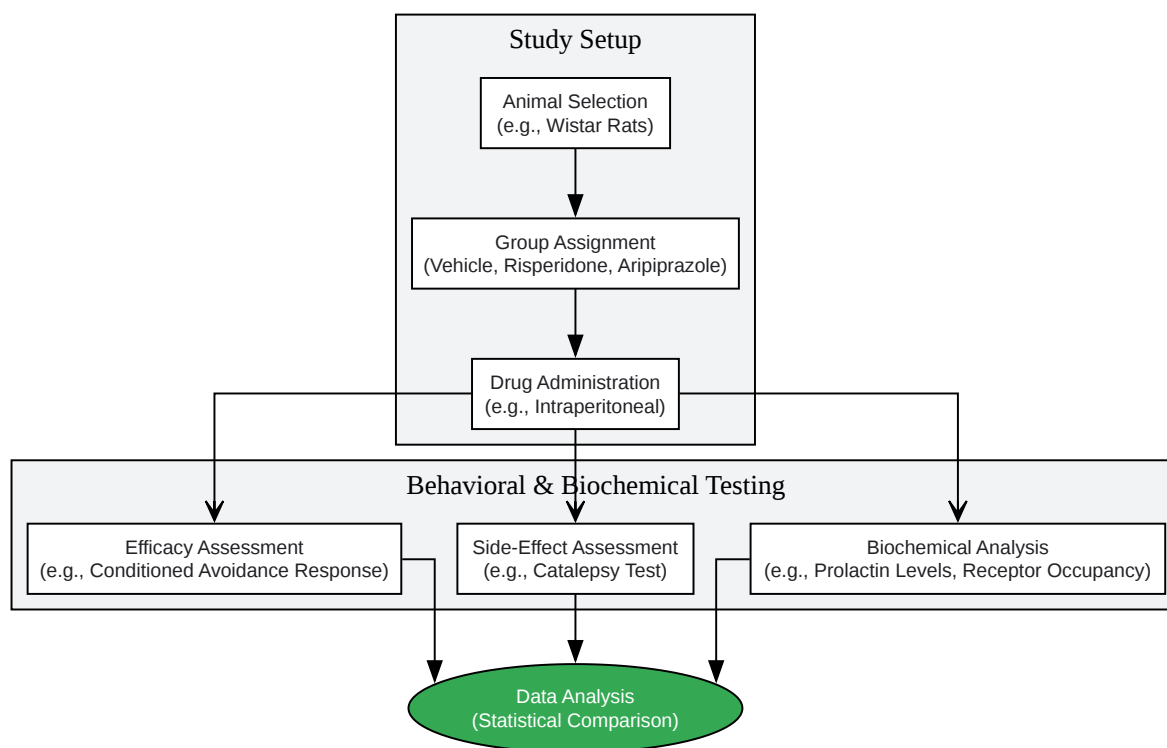 Study Setup
Animal Selection
(e.g., Wistar Rats)
Group Assignment
(Vehicle, Risperidone, Aripiprazole)
Drug Administration
(e.g., Intraperitoneal)
Behavioral & Biochemical Testing
Efficacy Assessment
(e.g., Conditioned Avoidance Response)
Side-Effect Assessment
(e.g., Catalepsy Test)
Biochemical Analysis
(e.g., Prolactin Levels, Receptor Occupancy)
Data Analysis
(Statistical Comparison)